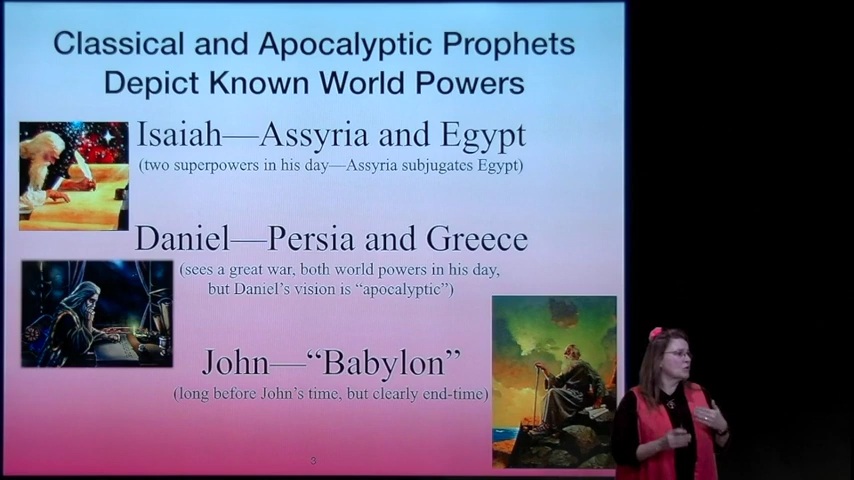 Classical and Apocalyptic Prophets
Depict Known World Powers
Isaiah—Assyria and Egypt
(two superpowers in his day—Assyria subjugates Egypt)
Daniel—Persia and Greece
(sees a great war, both world powers in his day,
but Daniel's vision is “apocalyptic”)
John—“Babylon”
(long before John's time, but clearly end-time)
3